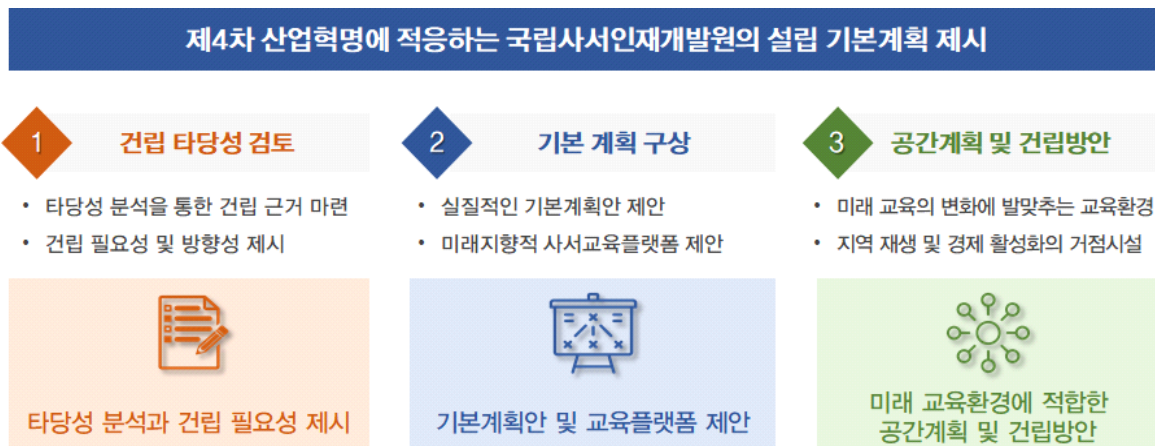 제4차 산업혁명에 적응하는 국립사서인재개발원의 설립 기본계획 제시
1
건립 타당성 검토
• 타당성 분석을 통한 건립 근거 마련
• 건립 필요성 및 방향성 제시
타당성 분석과 건립 필요성 제시
2
기본 계획 구상
• 실질적인 기본계획안 제안
• 미래지향적 사서교육플랫폼 제안
기본계획안 및 교육플랫폼 제안
3
공간계획 및 건립방안
• 미래 교육의 변화에 발맞추는 교육환경
• 지역 재생 및 경제 활성화의 거점시설
미래 교육환경에 적합한
공간계획 및 건립방안